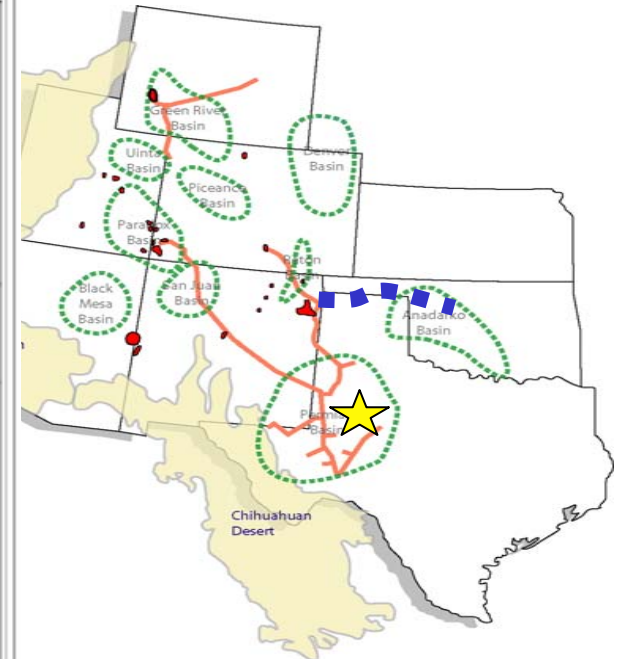 Green River
Basin
Uinta
Basin
Denver
Basin
Piceance
Basin
Paradox
Basin
Raton
Basin
San Juan
Basin
Black
Mesa
Basin
Anadarko
Basin
Permian
Basin
Chihuahuan
Desert